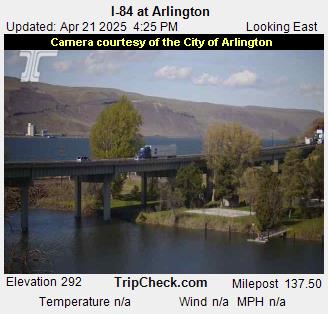 I-84 at Arlington
Updated: Apr 21 2025 4:25 PM Looking East
Camera courtesy of the City of Arlington
Elevation 292 TripCheck.com Milepost 137.50
Temperature n/a Wind n/a MPH n/a